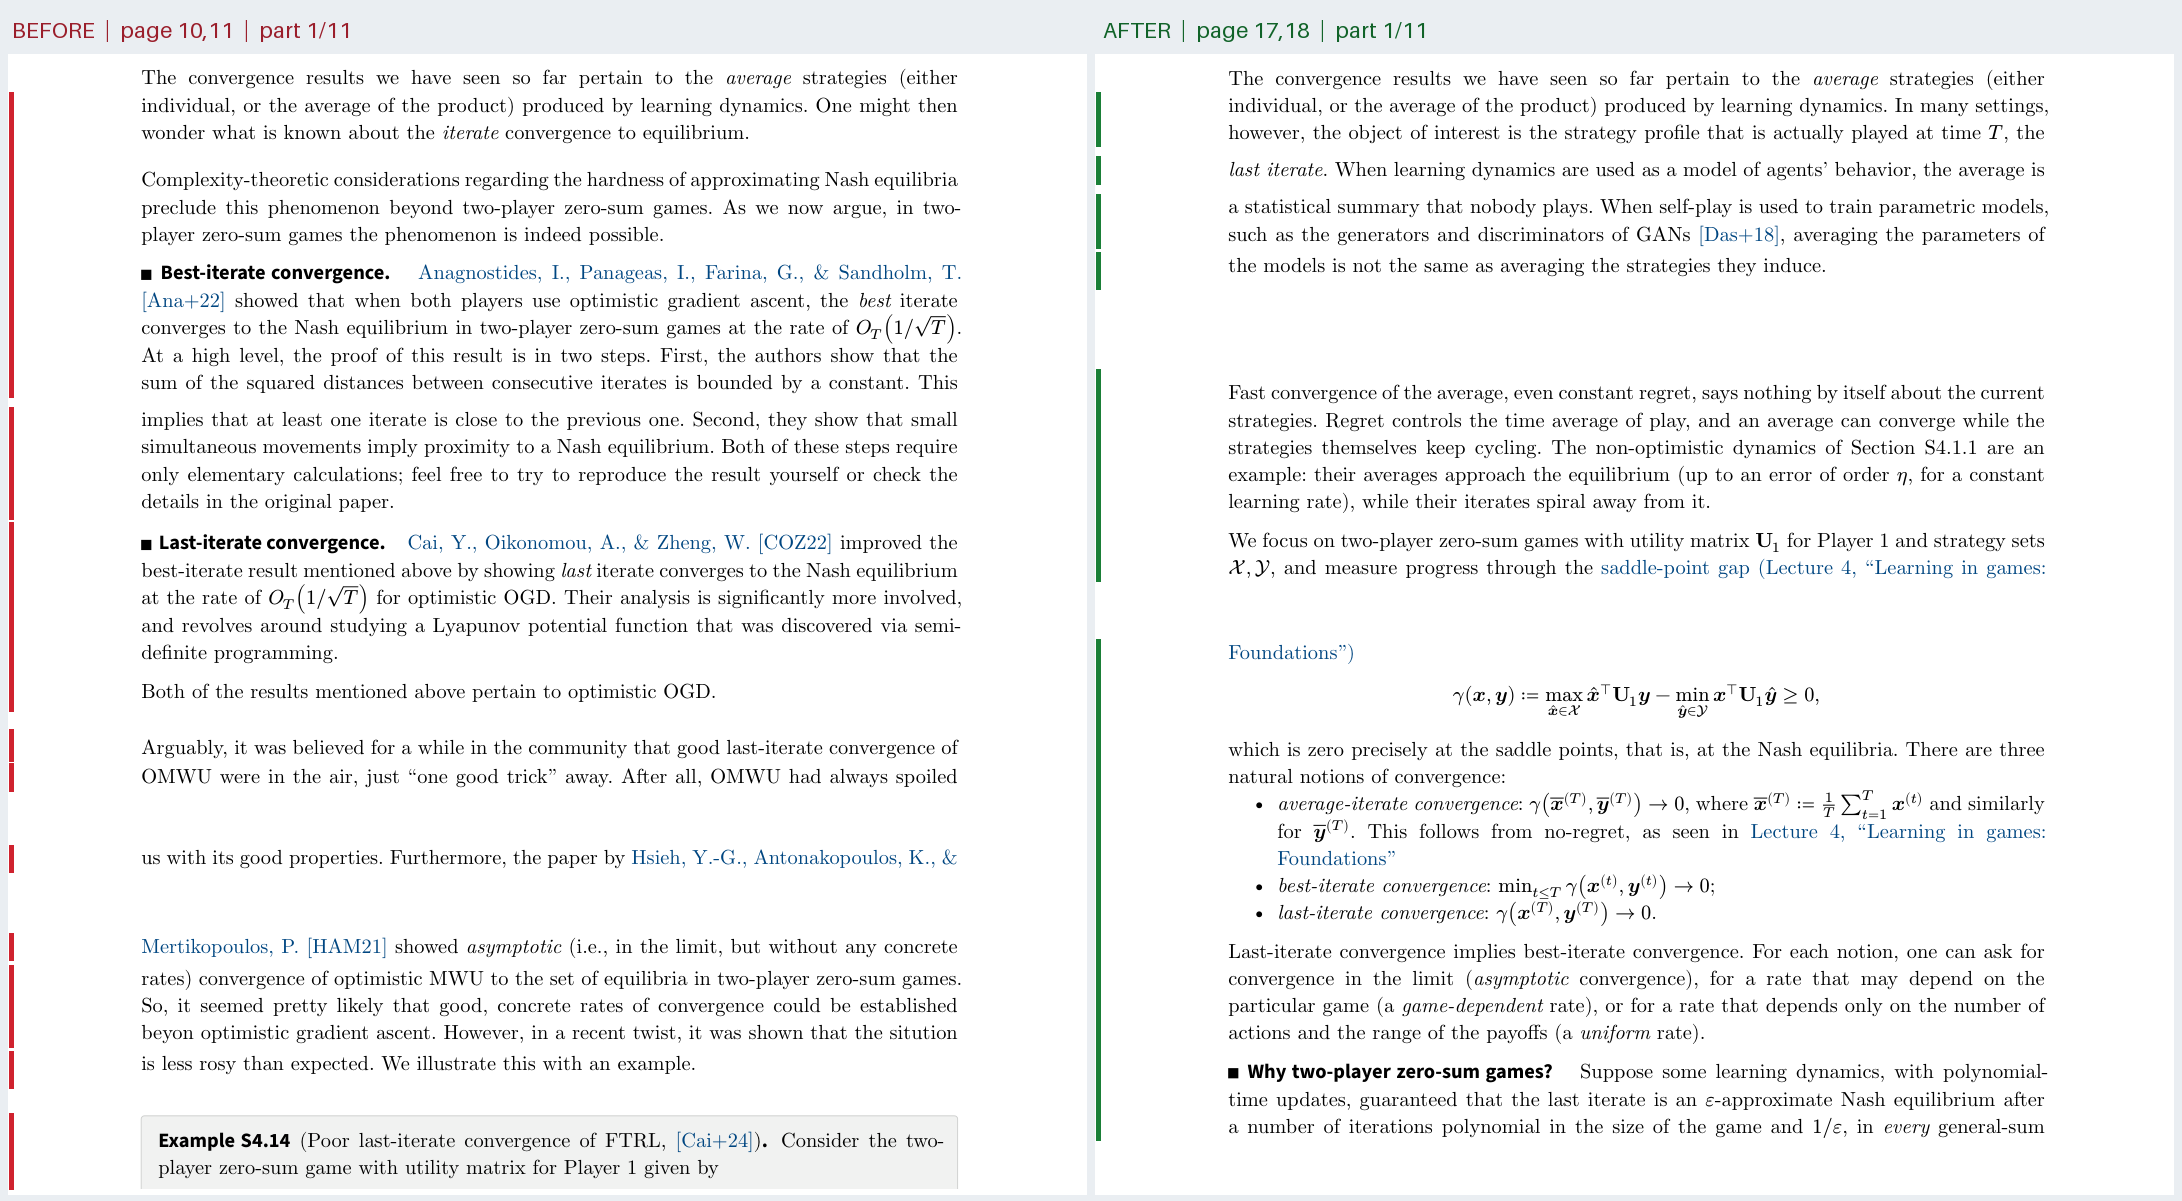 BEFORE | page 10,11 | part 1/11
The convergence results we have seen so far pertain to the average strategies (either
individual, or the average of the product) produced by learning dynamics. One might then
wonder what is known about the iterate convergence to equilibrium.
Complexity-theoretic considerations regarding the hardness of approximating Nash equilibria
preclude this phenomenon beyond two-player zero-sum games. As we now argue, in two-
player zero-sum games the phenomenon is indeed possible.
■ Best-iterate convergence. Anagnostides, I., Panageas, I., Farina, G., & Sandholm, T.
[Ana+22] showed that when both players use optimistic gradient ascent, the best iterate
converges to the Nash equilibrium in two-player zero-sum games at the rate of O_T(1/√T).
At a high level, the proof of this result is in two steps. First, the authors show that the
sum of the squared distances between consecutive iterates is bounded by a constant. This
implies that at least one iterate is close to the previous one. Second, they show that small
simultaneous movements imply proximity to a Nash equilibrium. Both of these steps require
only elementary calculations; feel free to try to reproduce the result yourself or check the
details in the original paper.
■ Last-iterate convergence. Cai, Y., Oikonomou, A., & Zheng, W. [COZ22] improved the
best-iterate result mentioned above by showing last iterate converges to the Nash equilibrium
at the rate of O_T(1/√T) for optimistic OGD. Their analysis is significantly more involved,
and revolves around studying a Lyapunov potential function that was discovered via semi-
definite programming.
Both of the results mentioned above pertain to optimistic OGD.
Arguably, it was believed for a while in the community that good last-iterate convergence of
OMWU were in the air, just “one good trick” away. After all, OMWU had always spoiled
us with its good properties. Furthermore, the paper by Hsieh, Y.-G., Antonakopoulos, K., &
Mertikopoulos, P. [HAM21] showed asymptotic (i.e., in the limit, but without any concrete
rates) convergence of optimistic MWU to the set of equilibria in two-player zero-sum games.
So, it seemed pretty likely that good, concrete rates of convergence could be established
beyon optimistic gradient ascent. However, in a recent twist, it was shown that the sitution
is less rosy than expected. We illustrate this with an example.
Example S4.14 (Poor last-iterate convergence of FTRL, [Cai+24]). Consider the two-
player zero-sum game with utility matrix for Player 1 given by
AFTER | page 17,18 | part 1/11
The convergence results we have seen so far pertain to the average strategies (either
individual, or the average of the product) produced by learning dynamics. In many settings,
however, the object of interest is the strategy profile that is actually played at time T, the
last iterate. When learning dynamics are used as a model of agents’ behavior, the average is
a statistical summary that nobody plays. When self-play is used to train parametric models,
such as the generators and discriminators of GANs [Das+18], averaging the parameters of
the models is not the same as averaging the strategies they induce.
Fast convergence of the average, even constant regret, says nothing by itself about the current
strategies. Regret controls the time average of play, and an average can converge while the
strategies themselves keep cycling. The non-optimistic dynamics of Section S4.1.1 are an
example: their averages approach the equilibrium (up to an error of order η, for a constant
learning rate), while their iterates spiral away from it.
We focus on two-player zero-sum games with utility matrix U₁ for Player 1 and strategy sets
𝒳, 𝒴, and measure progress through the saddle-point gap (Lecture 4, “Learning in games:
Foundations”)
γ(x, y) ≔ max_{x̂∈𝒳} x̂^⊤U₁y − min_{ŷ∈𝒴} x^⊤U₁ŷ ≥ 0,
which is zero precisely at the saddle points, that is, at the Nash equilibria. There are three
natural notions of convergence:
• average-iterate convergence: γ(x̄^(T), ȳ^(T)) → 0, where x̄^(T) ≔ 1/T ∑_{t=1}^T x^(t) and similarly
for ȳ^(T). This follows from no-regret, as seen in Lecture 4, “Learning in games:
Foundations”
• best-iterate convergence: min_{t≤T} γ(x^(t), y^(t)) → 0;
• last-iterate convergence: γ(x^(T), y^(T)) → 0.
Last-iterate convergence implies best-iterate convergence. For each notion, one can ask for
convergence in the limit (asymptotic convergence), for a rate that may depend on the
particular game (a game-dependent rate), or for a rate that depends only on the number of
actions and the range of the payoffs (a uniform rate).
■ Why two-player zero-sum games? Suppose some learning dynamics, with polynomial-
time updates, guaranteed that the last iterate is an ε-approximate Nash equilibrium after
a number of iterations polynomial in the size of the game and 1/ε, in every general-sum